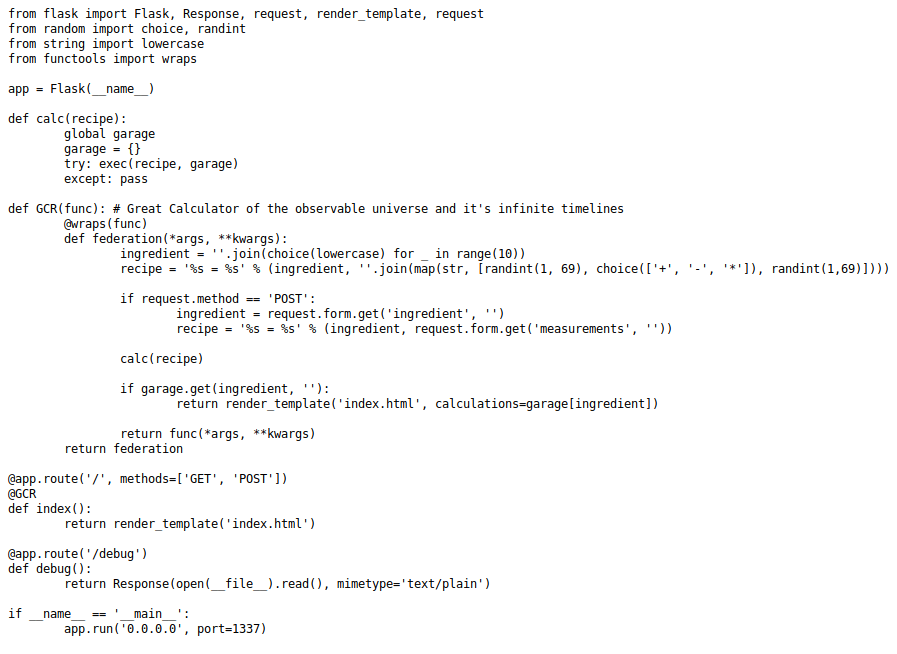 from flask import Flask, Response, request, render_template, request
from random import choice, randint
from string import lowercase
from functools import wraps

app = Flask(__name__)

def calc(recipe):
        global garage
        garage = {}
        try: exec(recipe, garage)
        except: pass

def GCR(func): # Great Calculator of the observable universe and it's infinite timelines
        @wraps(func)
        def federation(*args, **kwargs):
                ingredient = ''.join(choice(lowercase) for _ in range(10))
                recipe = '%s = %s' % (ingredient, ''.join(map(str, [randint(1, 69), choice(['+', '-', '*']), randint(1,69)])))

                if request.method == 'POST':
                        ingredient = request.form.get('ingredient', '')
                        recipe = '%s = %s' % (ingredient, request.form.get('measurements', ''))

                calc(recipe)

                if garage.get(ingredient, ''):
                        return render_template('index.html', calculations=garage[ingredient])

                return func(*args, **kwargs)
        return federation

@app.route('/', methods=['GET', 'POST'])
@GCR
def index():
        return render_template('index.html')

@app.route('/debug')
def debug():
        return Response(open(__file__).read(), mimetype='text/plain')

if __name__ == '__main__':
        app.run('0.0.0.0', port=1337)